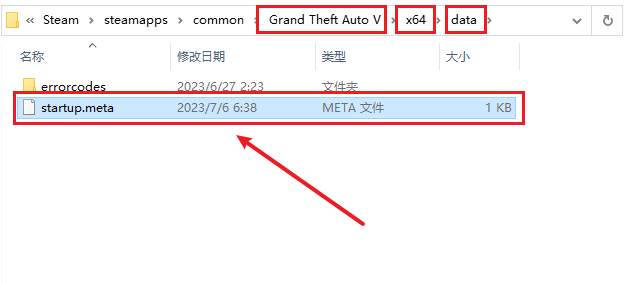 « Steam › steamapps › common › Grand Theft Auto V › x64 › data ›
名称 修改日期 类型 大小
errorcodes 2023/6/27 2:23 文件夹
startup.meta 2023/7/6 6:38 META 文件 1 KB